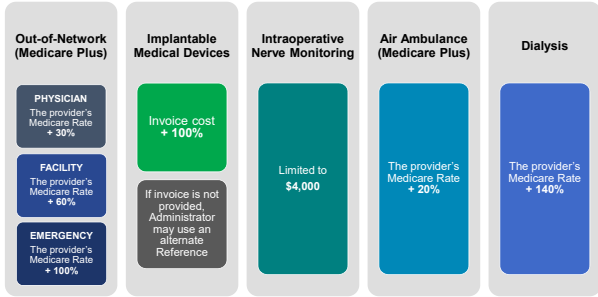 Out-of-Network
(Medicare Plus)
PHYSICIAN
The provider's
Medicare Rate
+ 30%
FACILITY
The provider's
Medicare Rate
+ 60%
EMERGENCY
The provider's
Medicare Rate
+ 100%
Implantable
Medical Devices
Invoice cost
+ 100%
If invoice is not
provided,
Administrator
may use an
alternate
Reference
Intraoperative
Nerve Monitoring
Limited to
$4,000
Air Ambulance
(Medicare Plus)
The provider's
Medicare Rate
+ 20%
Dialysis
The provider's
Medicare Rate
+ 140%